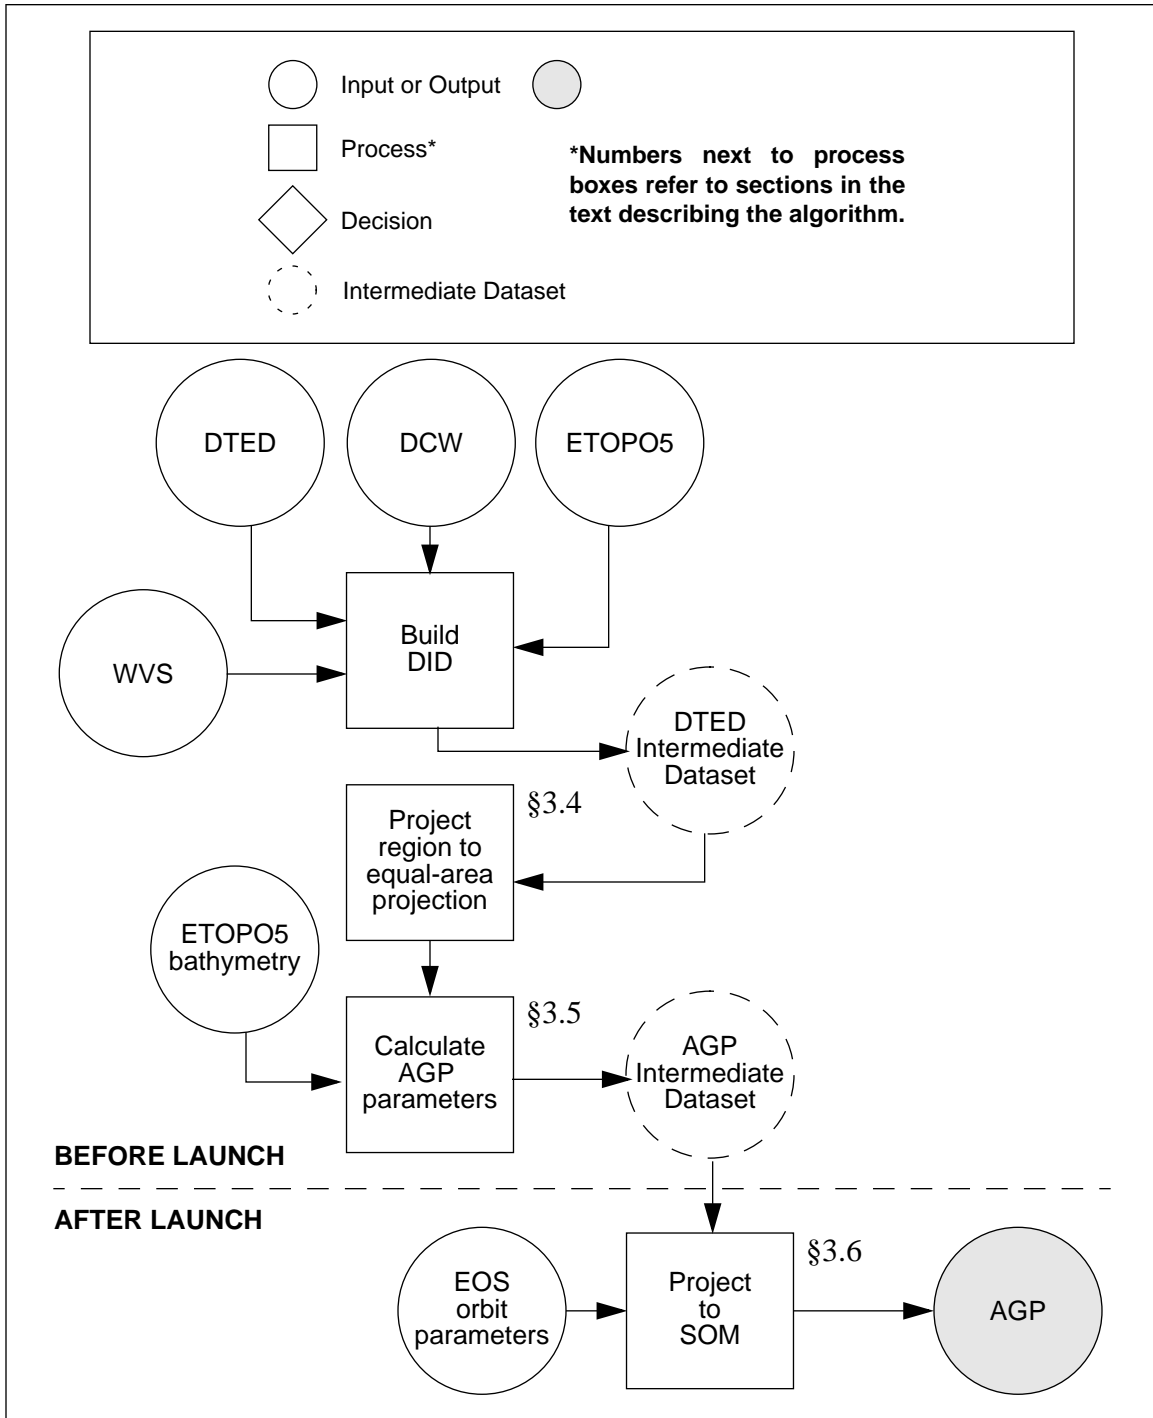 Input or Output
Process*
*Numbers next to process
boxes refer to sections in the
text describing the algorithm.
Decision
Intermediate Dataset
DTED
DCW
ETOPO5
Build
DID
WVS
DTED
Intermediate
Dataset
§3.4
Project
region to
equal-area
projection
ETOPO5
bathymetry
§3.5
Calculate
AGP
parameters
AGP
Intermediate
Dataset
BEFORE LAUNCH
AFTER LAUNCH
§3.6
EOS
orbit
parameters
Project
to
SOM
AGP